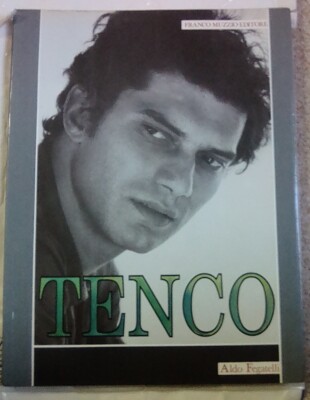 FRANCO MUZZIO EDITORE
TENCO
Aldo Fegatelli